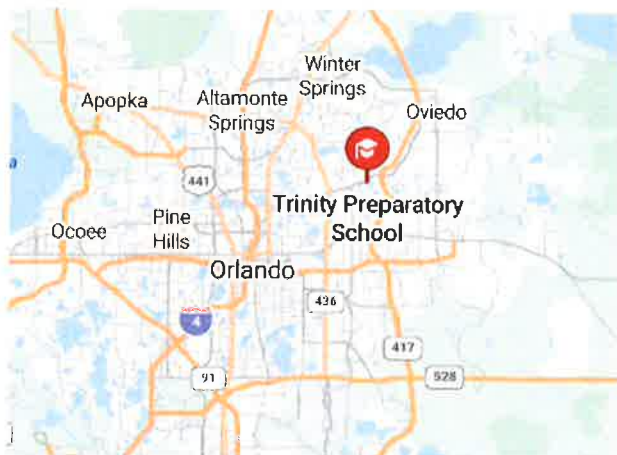 Winter
Springs
Apopka
Altamonte
Springs
Oviedo
441
Trinity Preparatory
School
Ocoee
Pine
Hills
Orlando
436
4
417
91
528